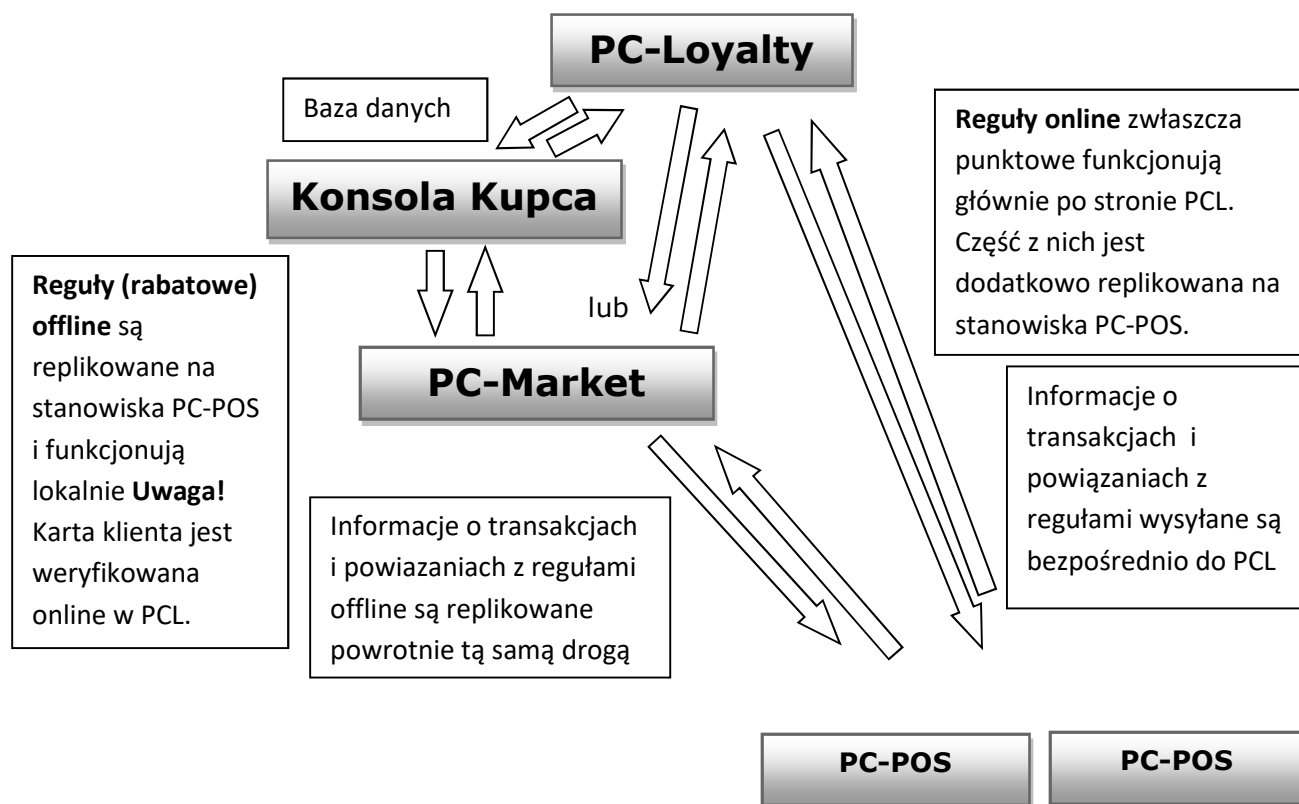 PC-Loyalty
Baza danych
Konsola Kupca
Reguły online zwłaszcza
punktowe funkcjonują
głównie po stronie PCL.
Część z nich jest
dodatkowo replikowana na
stanowiska PC-POS.
Reguły (rabatowe)
offline są
replikowane na
stanowiska PC-POS
i funkcjonują
lokalnie Uwaga!
Karta klienta jest
weryfikowana
online w PCL.
lub
PC-Market
Informacje o
transakcjach i
powiązaniach z
regułami wysyłane są
bezpośrednio do PCL
Informacje o transakcjach
i powiazaniach z regułami
offline są replikowane
powrotnie tą samą drogą
PC-POS
PC-POS